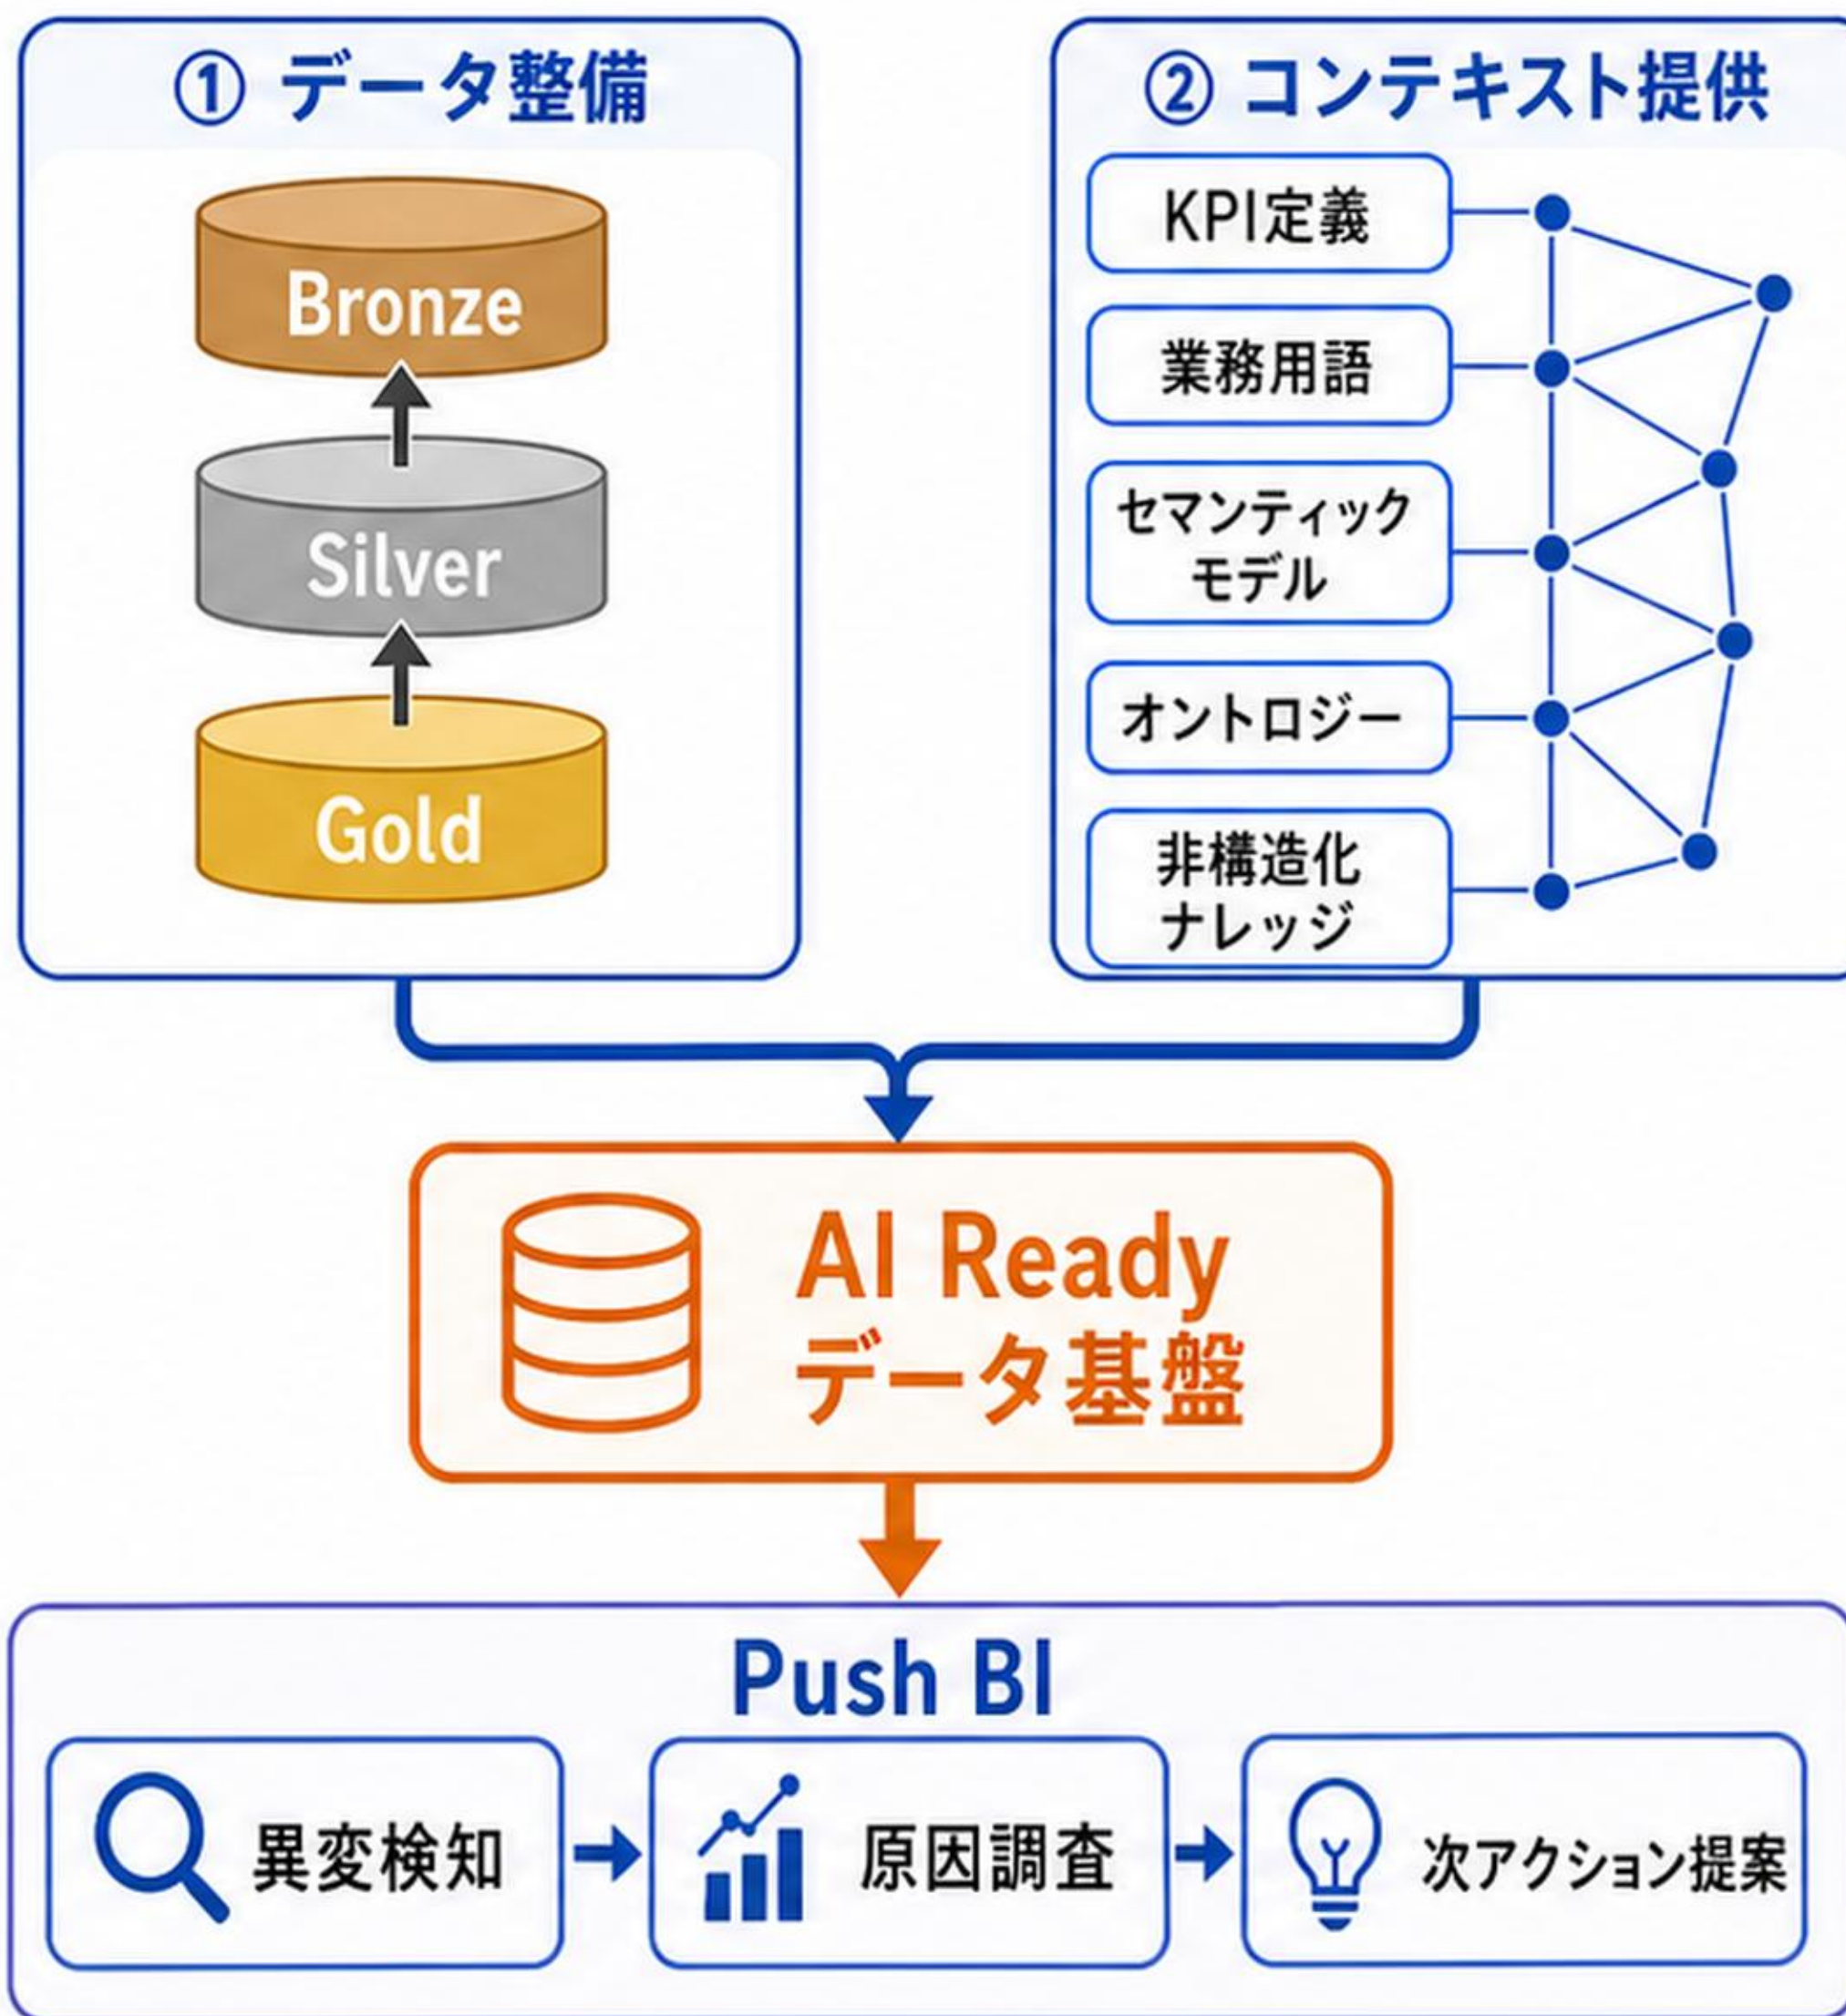 ① データ整備
Bronze
Silver
Gold
② コンテキスト提供
KPI定義
業務用語
セマンティック
モデル
オントロジー
非構造化
ナレッジ
AI Ready
データ基盤
Push BI
異変検知
原因調査
次アクション提案